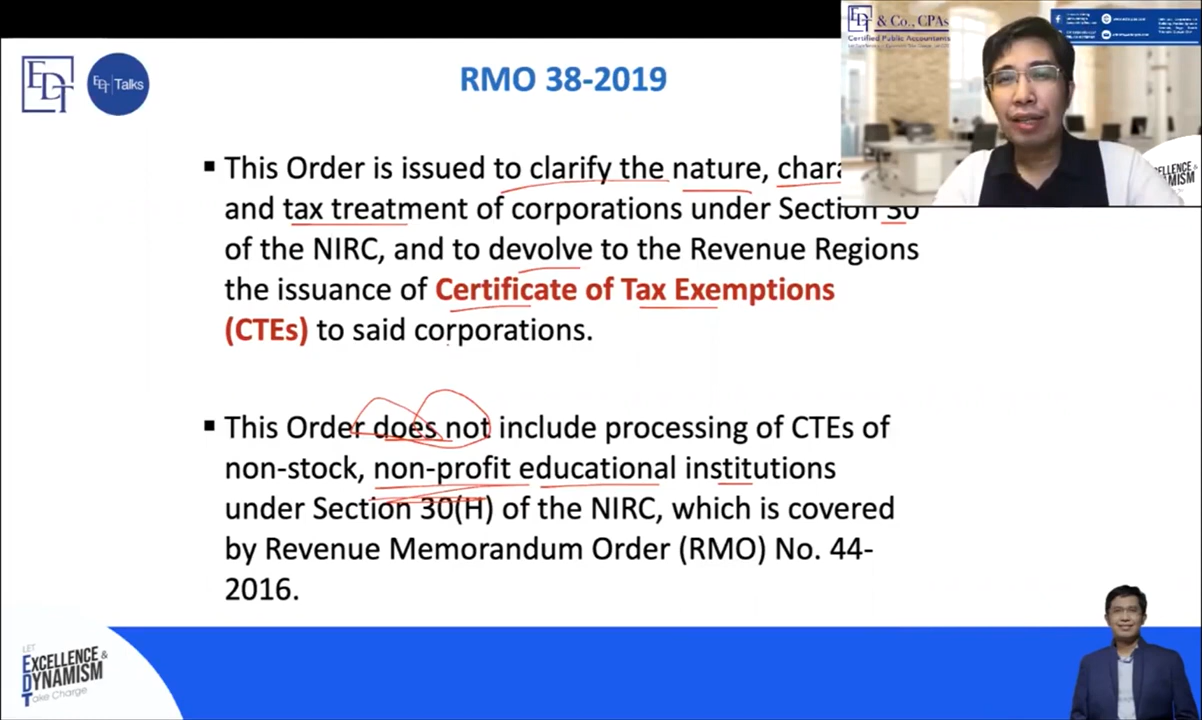 EDT & Co., CPAs
Certified Public Accountants
EDT
EDT Talks
RMO 38-2019
▪ This Order is issued to clarify the nature,
and tax treatment of corporations under Section 30
of the NIRC, and to devolve to the Revenue Regions
the issuance of Certificate of Tax Exemptions
(CTEs) to said corporations.
▪ This Order does not include processing of CTEs of
non-stock, non-profit educational institutions
under Section 30(H) of the NIRC, which is covered
by Revenue Memorandum Order (RMO) No. 44-
2016.
LET
EXCELLENCE &
DYNAMISM
Take Charge